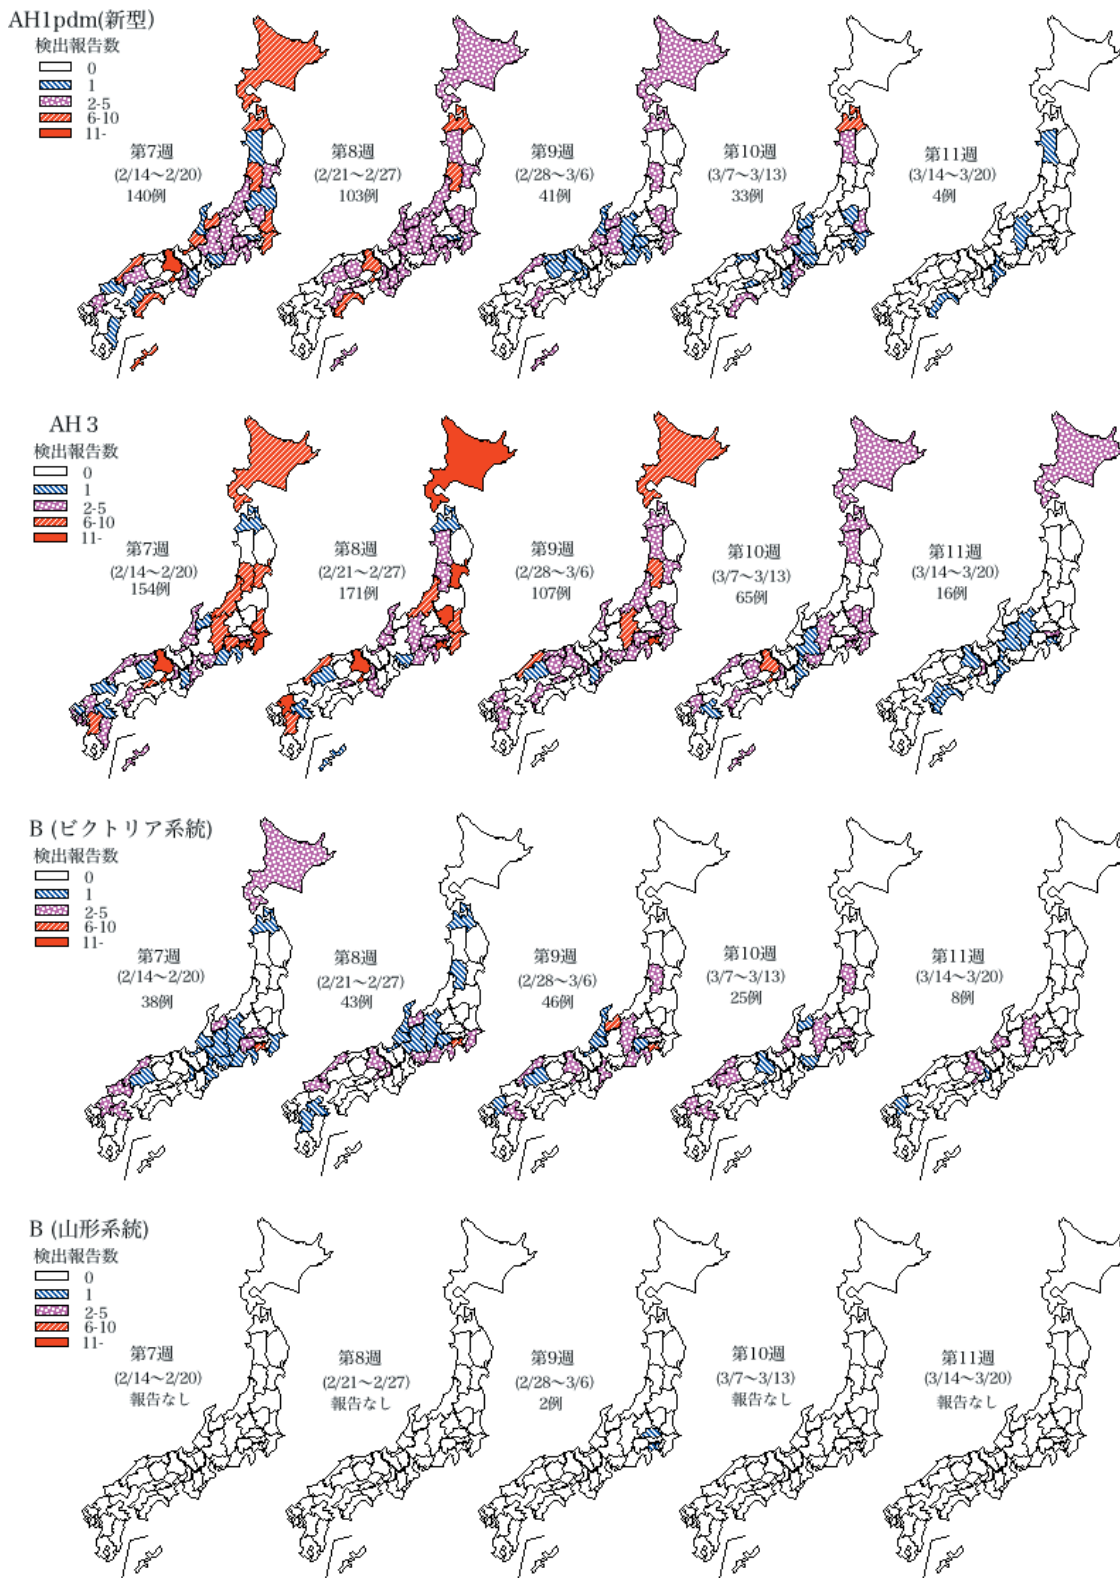 AH1pdm(新型)
検出報告数
0
1
2-5
6-10
11-
第7週
(2/14～2/20)
140例
第8週
(2/21～2/27)
103例
第9週
(2/28～3/6)
41例
第10週
(3/7～3/13)
33例
第11週
(3/14～3/20)
4例
AH 3
検出報告数
0
1
2-5
6-10
11-
第7週
(2/14～2/20)
154例
第8週
(2/21～2/27)
171例
第9週
(2/28～3/6)
107例
第10週
(3/7～3/13)
65例
第11週
(3/14～3/20)
16例
B (ビクトリア系統)
検出報告数
0
1
2-5
6-10
11-
第7週
(2/14～2/20)
38例
第8週
(2/21～2/27)
43例
第9週
(2/28～3/6)
46例
第10週
(3/7～3/13)
25例
第11週
(3/14～3/20)
8例
B (山形系統)
検出報告数
0
1
2-5
6-10
11-
第7週
(2/14～2/20)
報告なし
第8週
(2/21～2/27)
報告なし
第9週
(2/28～3/6)
2例
第10週
(3/7～3/13)
報告なし
第11週
(3/14～3/20)
報告なし